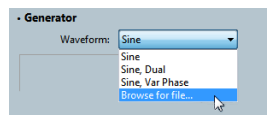 • Generator
Waveform: Sine
Sine
Sine, Dual
Sine, Var Phase
Browse for file...